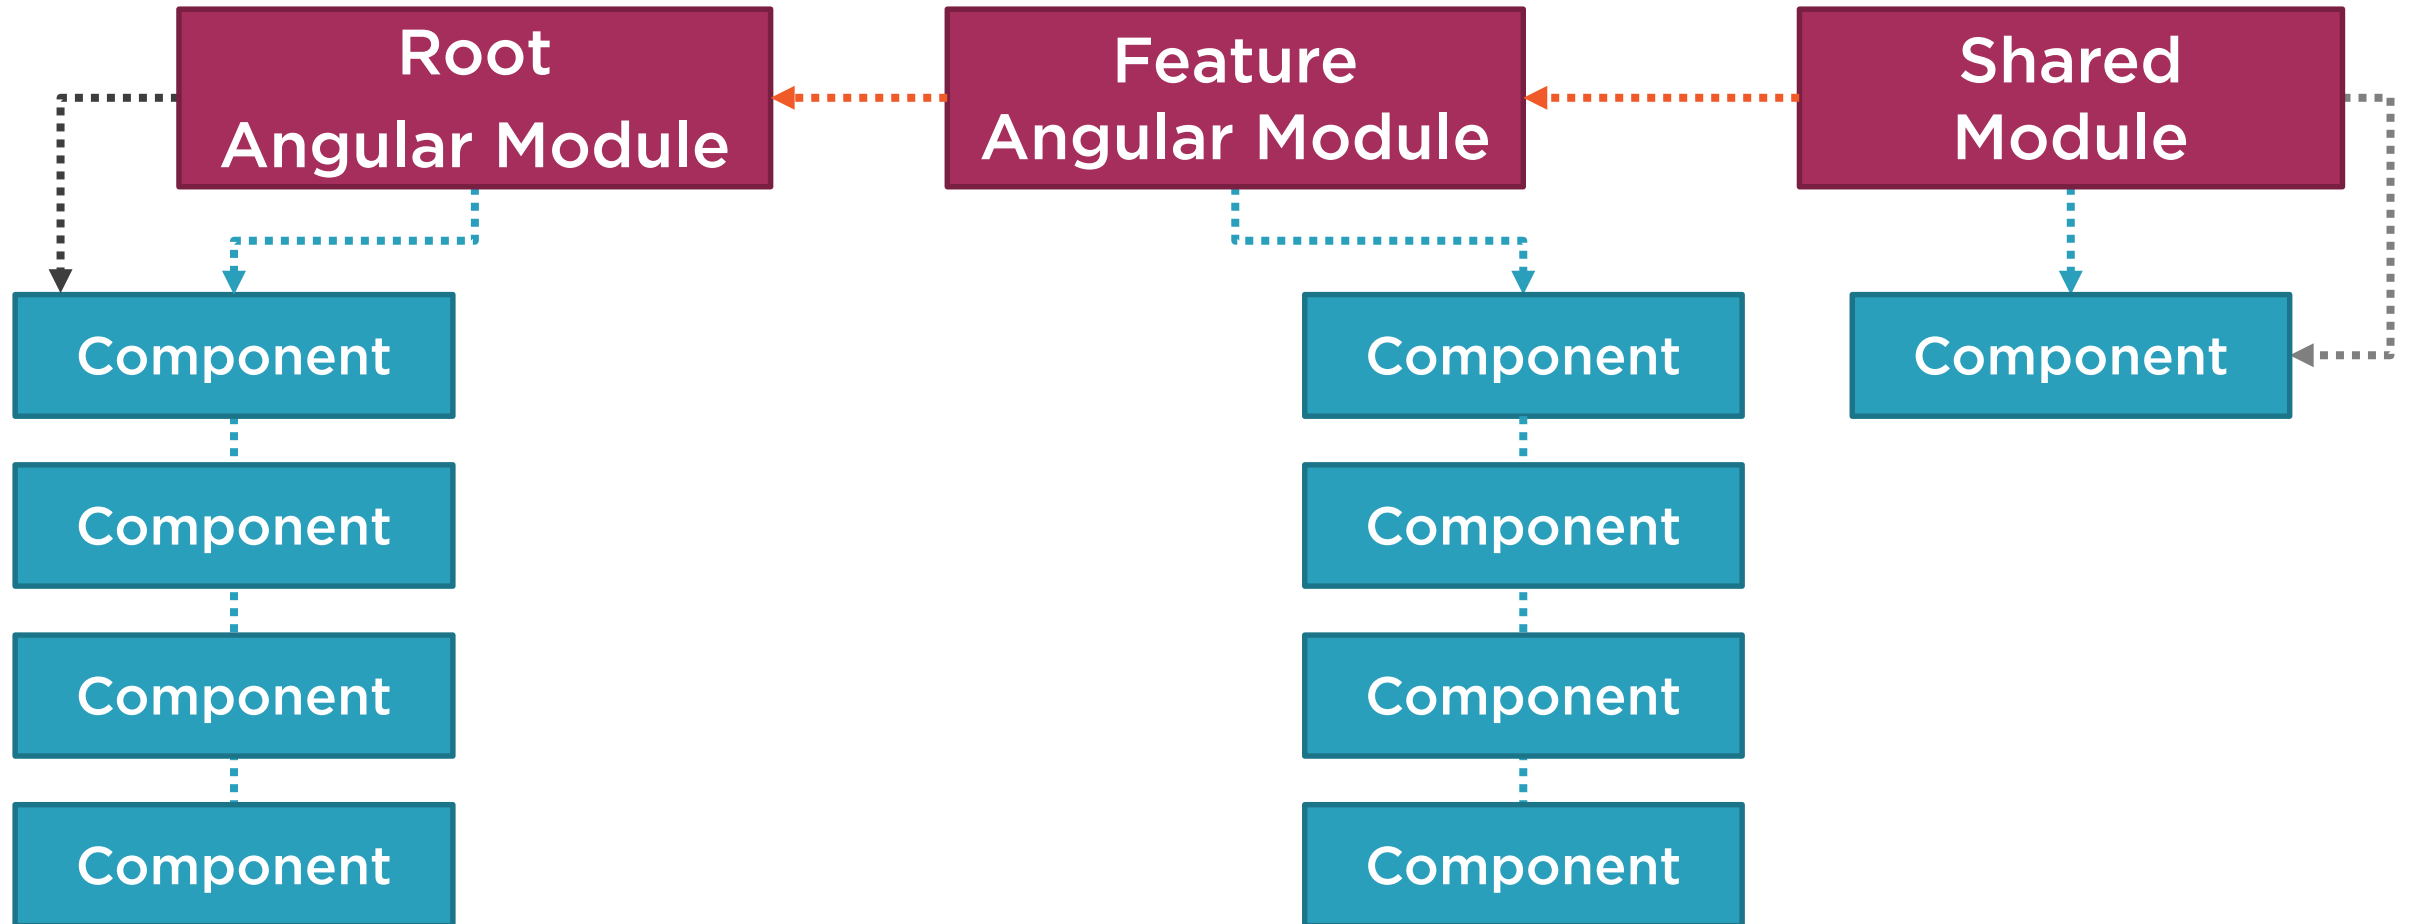 Root
Angular Module
Feature
Angular Module
Shared
Module
Component
Component
Component
Component
Component
Component
Component
Component
Component